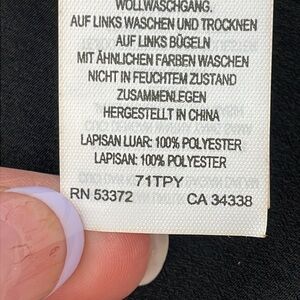 WOLLWASCHGANG.
AUF LINKS WASCHEN UND TROCKNEN
AUF LINKS BÜGELN
MIT ÄHNLICHEN FARBEN WASCHEN
NICHT IN FEUCHTEM ZUSTAND
ZUSAMMENLEGEN
HERGESTELLT IN CHINA
LAPISAN LUAR: 100% POLYESTER
LAPISAN: 100% POLYESTER
71TPY
RN 53372 CA 34338